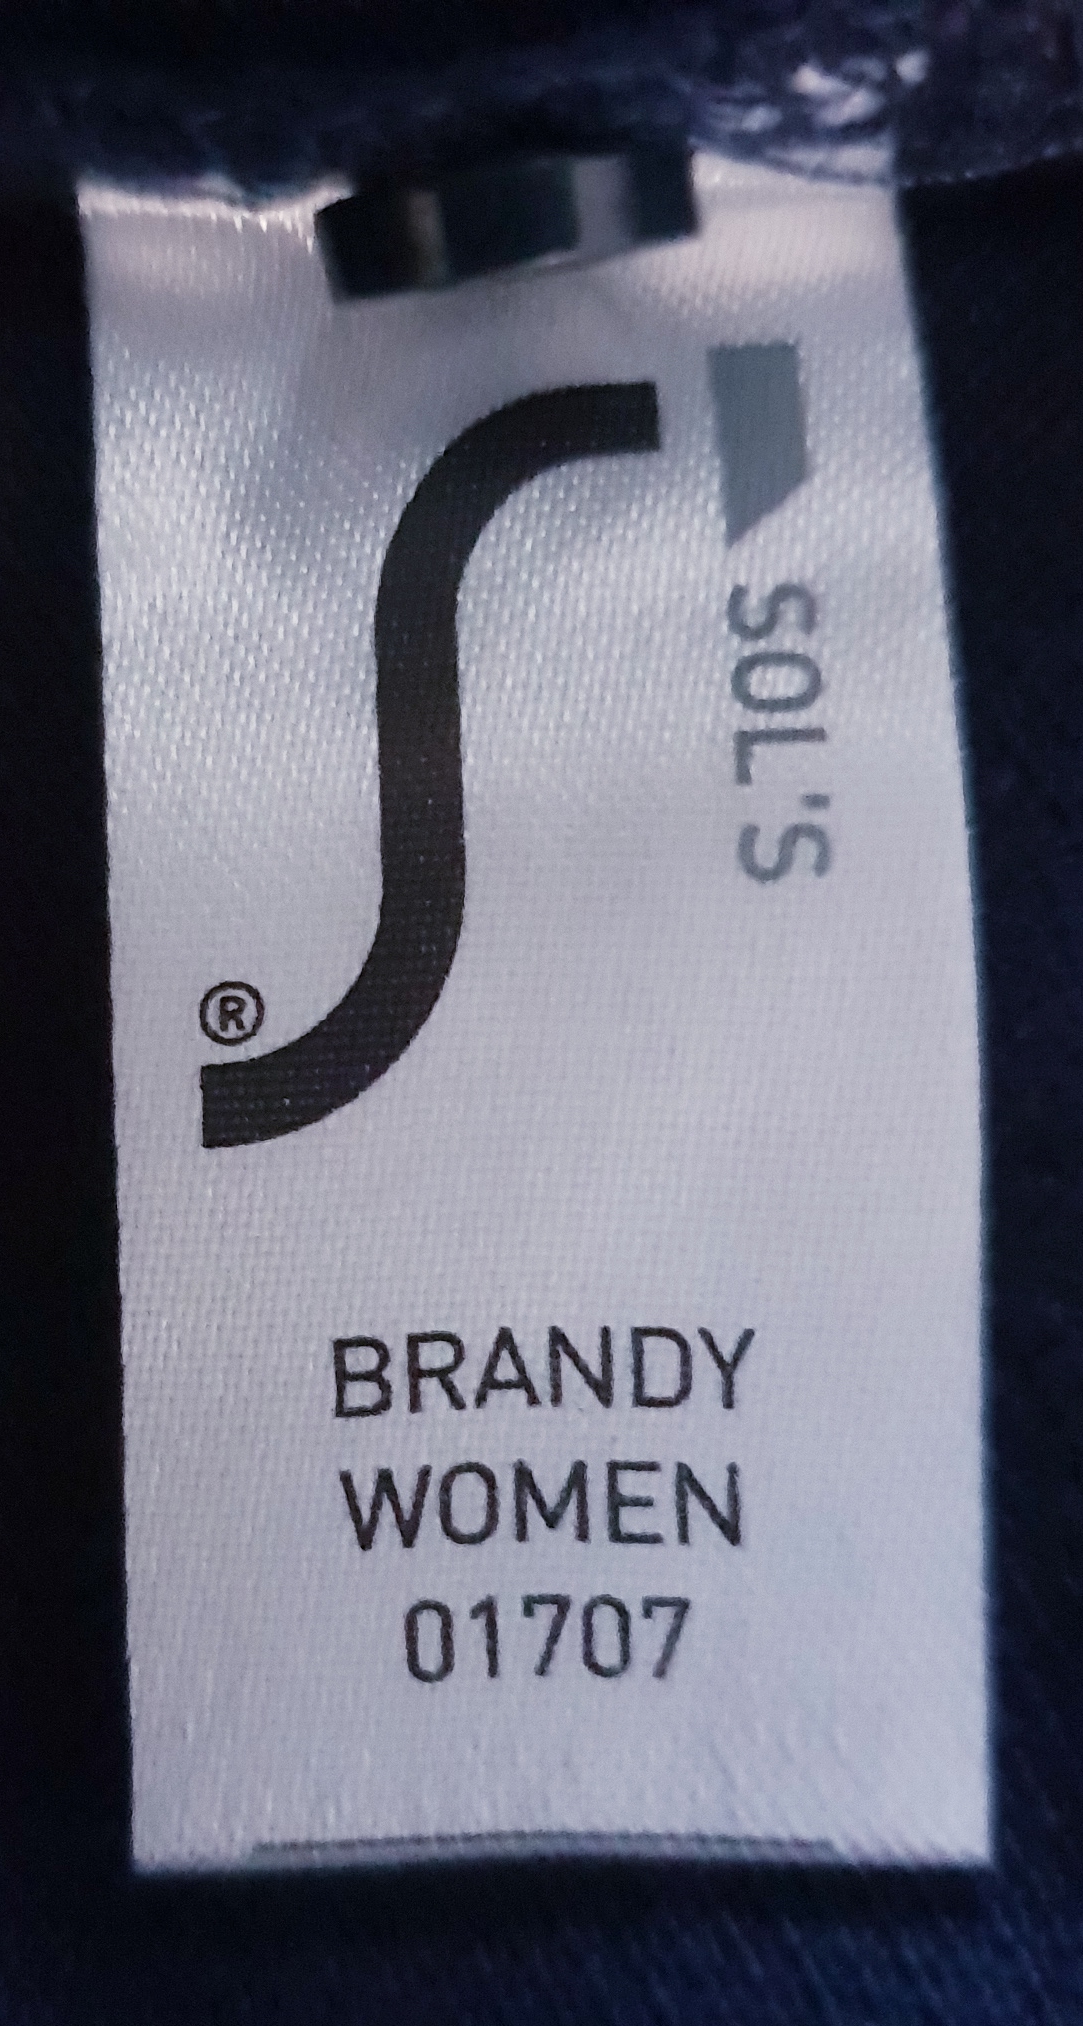 SOL'S
®
BRANDY
WOMEN
01707